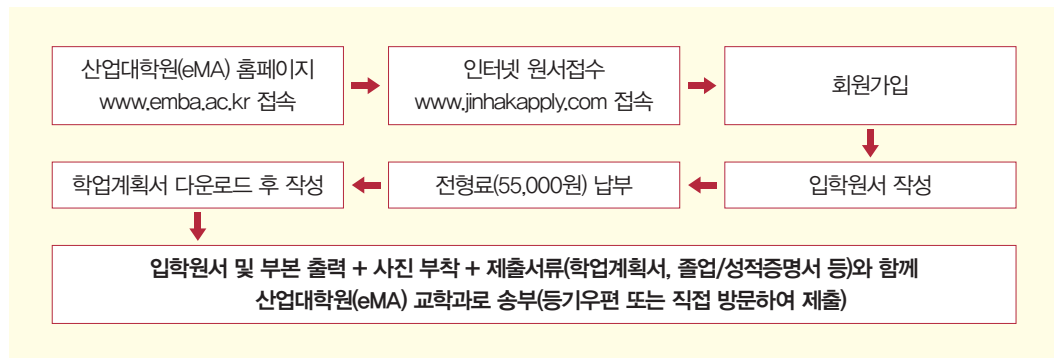 산업대학원(eMA) 홈페이지
www.emba.ac.kr 접속
인터넷 원서접수
www.jinhakapply.com 접속
회원가입
입학원서 작성
전형료(55,000원) 납부
학업계획서 다운로드 후 작성
입학원서 및 부본 출력 + 사진 부착 + 제출서류(학업계획서, 졸업/성적증명서 등)와 함께
산업대학원(eMA) 교학과로 송부(등기우편 또는 직접 방문하여 제출)